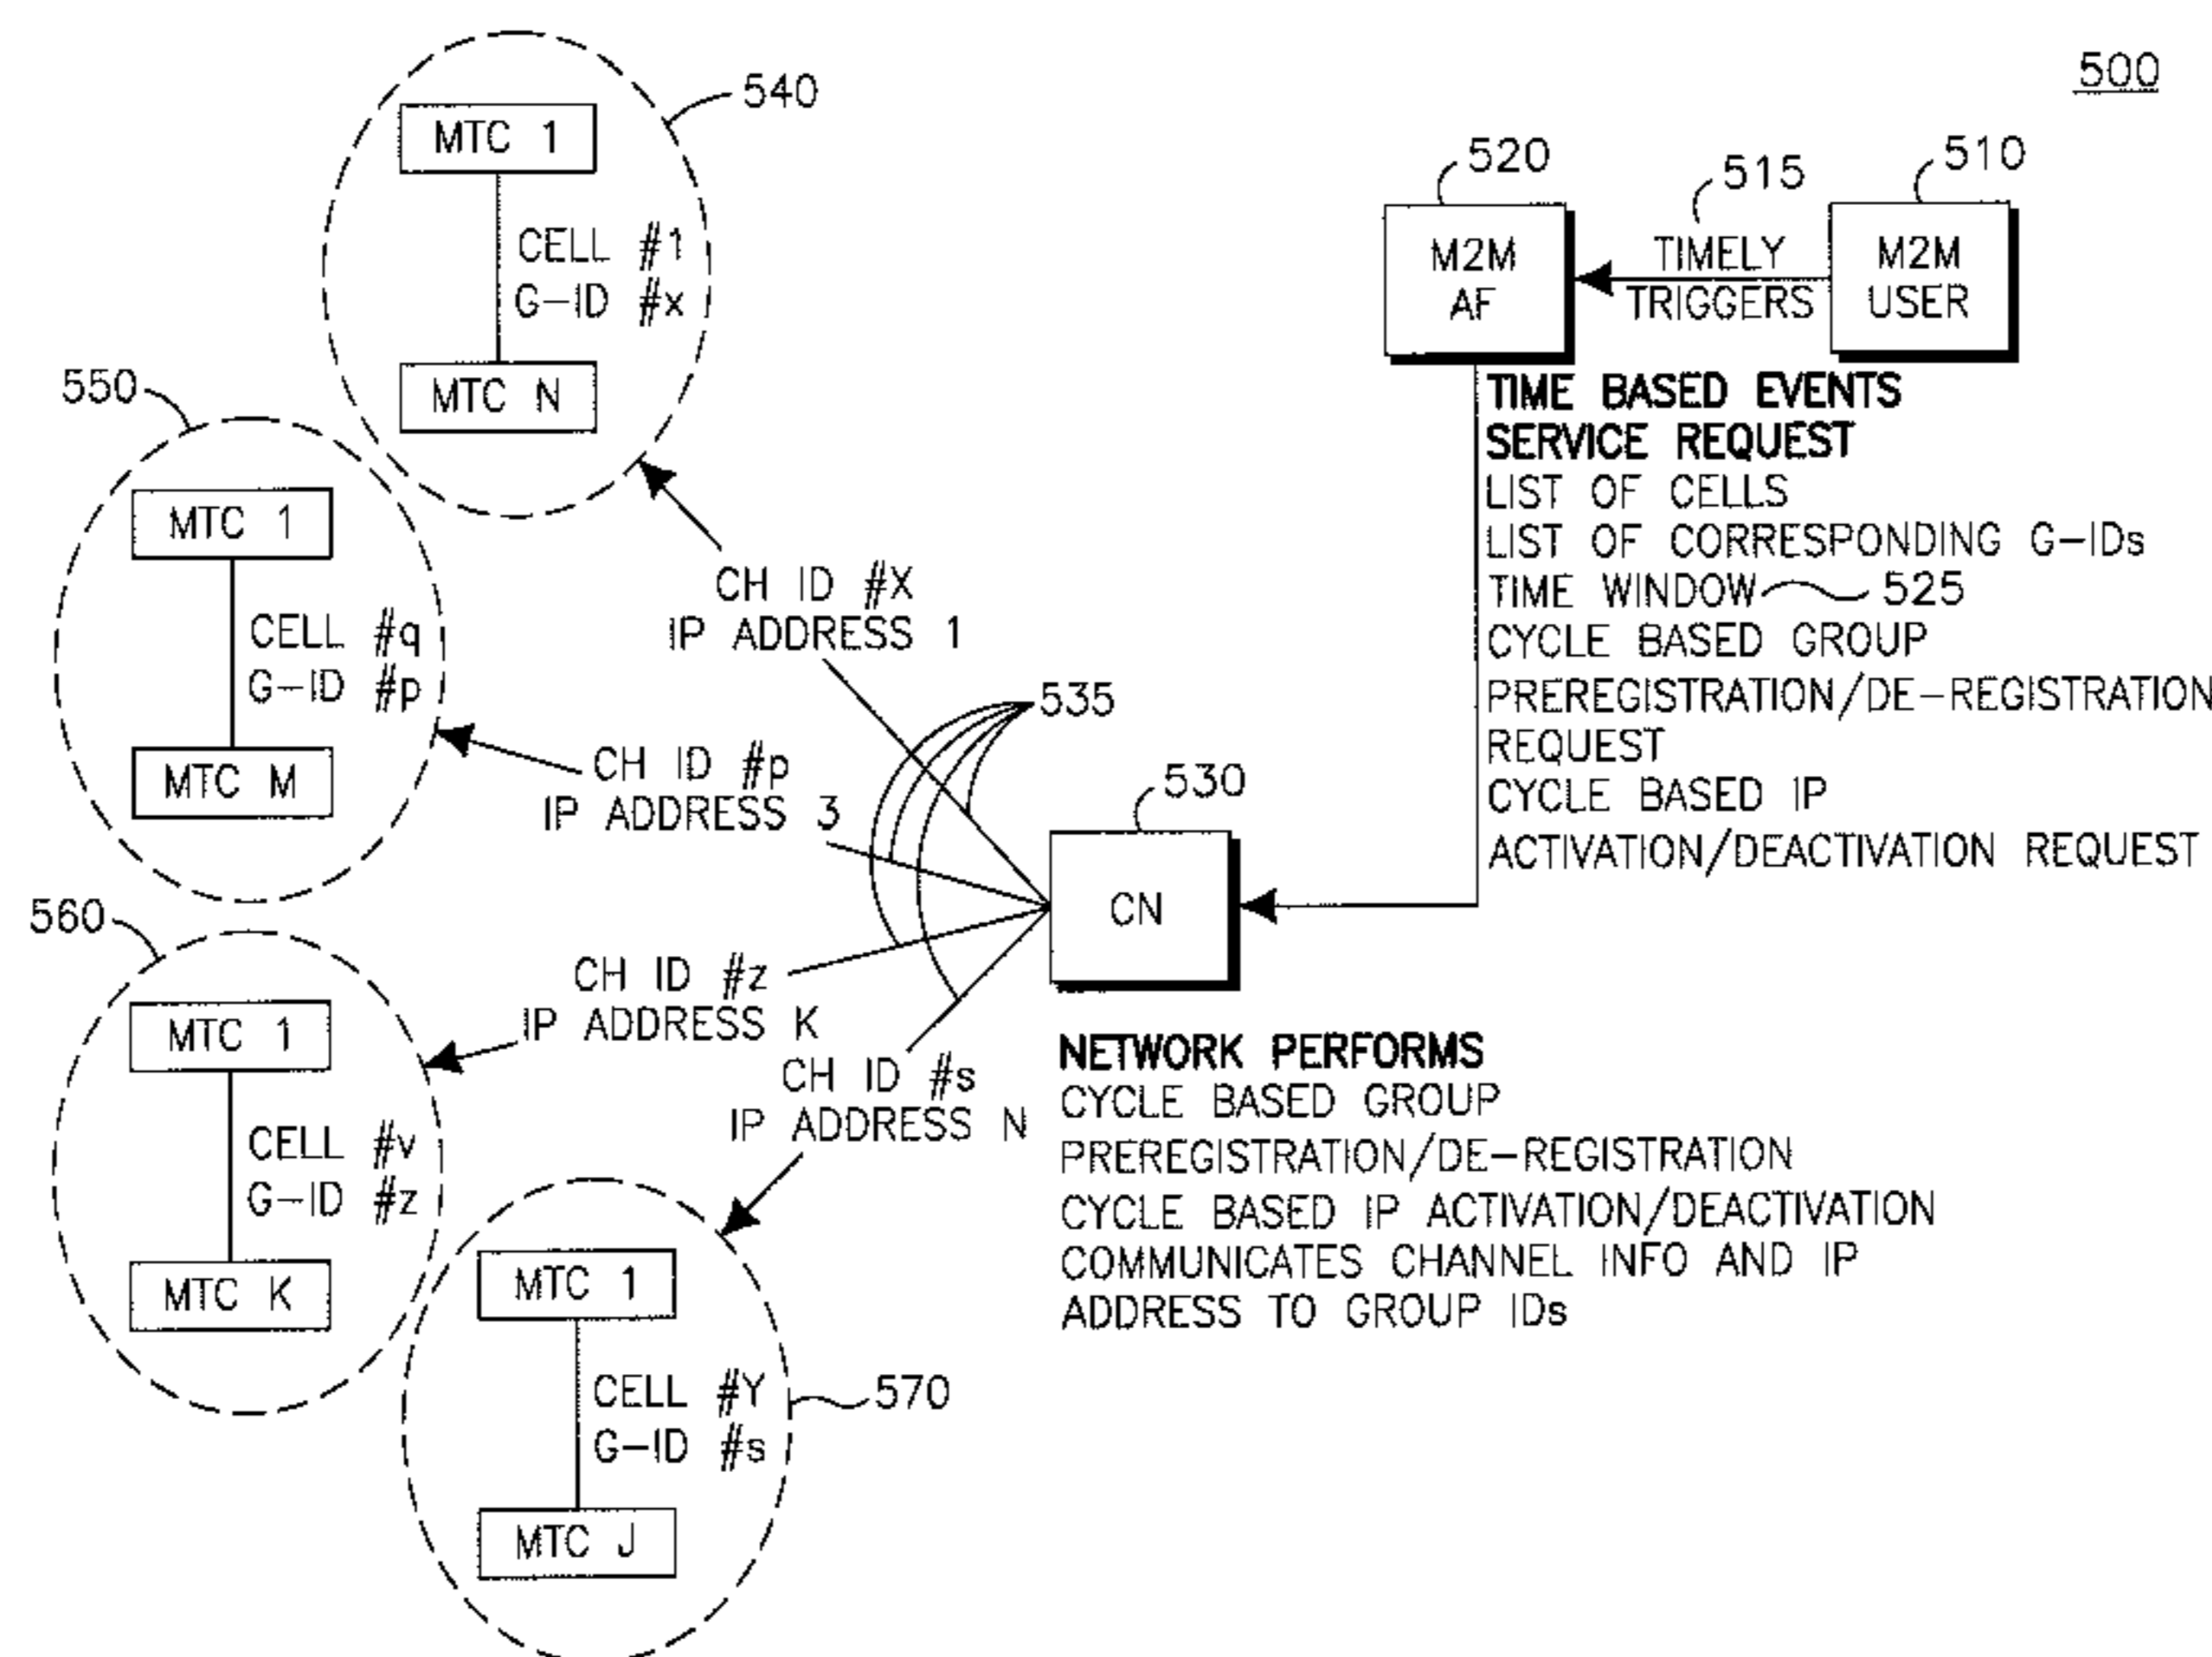 500
540
MTC 1
CELL #1
G-ID #x
MTC N
520
515
510
M2M
AF
TIMELY
TRIGGERS
M2M
USER
TIME BASED EVENTS
SERVICE REQUEST
LIST OF CELLS
LIST OF CORRESPONDING G-IDs
TIME WINDOW 525
CYCLE BASED GROUP
PREREGISTRATION/DE-REGISTRATION
REQUEST
CYCLE BASED IP
ACTIVATION/DEACTIVATION REQUEST
550
MTC 1
CELL #q
G-ID #p
MTC M
CH ID #X
IP ADDRESS 1
535
CH ID #p
IP ADDRESS 3
530
CN
560
MTC 1
CELL #v
G-ID #z
MTC K
CH ID #z
IP ADDRESS K
CH ID #s
IP ADDRESS N
NETWORK PERFORMS
CYCLE BASED GROUP
PREREGISTRATION/DE-REGISTRATION
CYCLE BASED IP ACTIVATION/DEACTIVATION
COMMUNICATES CHANNEL INFO AND IP
ADDRESS TO GROUP IDs
MTC 1
CELL #Y
G-ID #s
MTC J
570